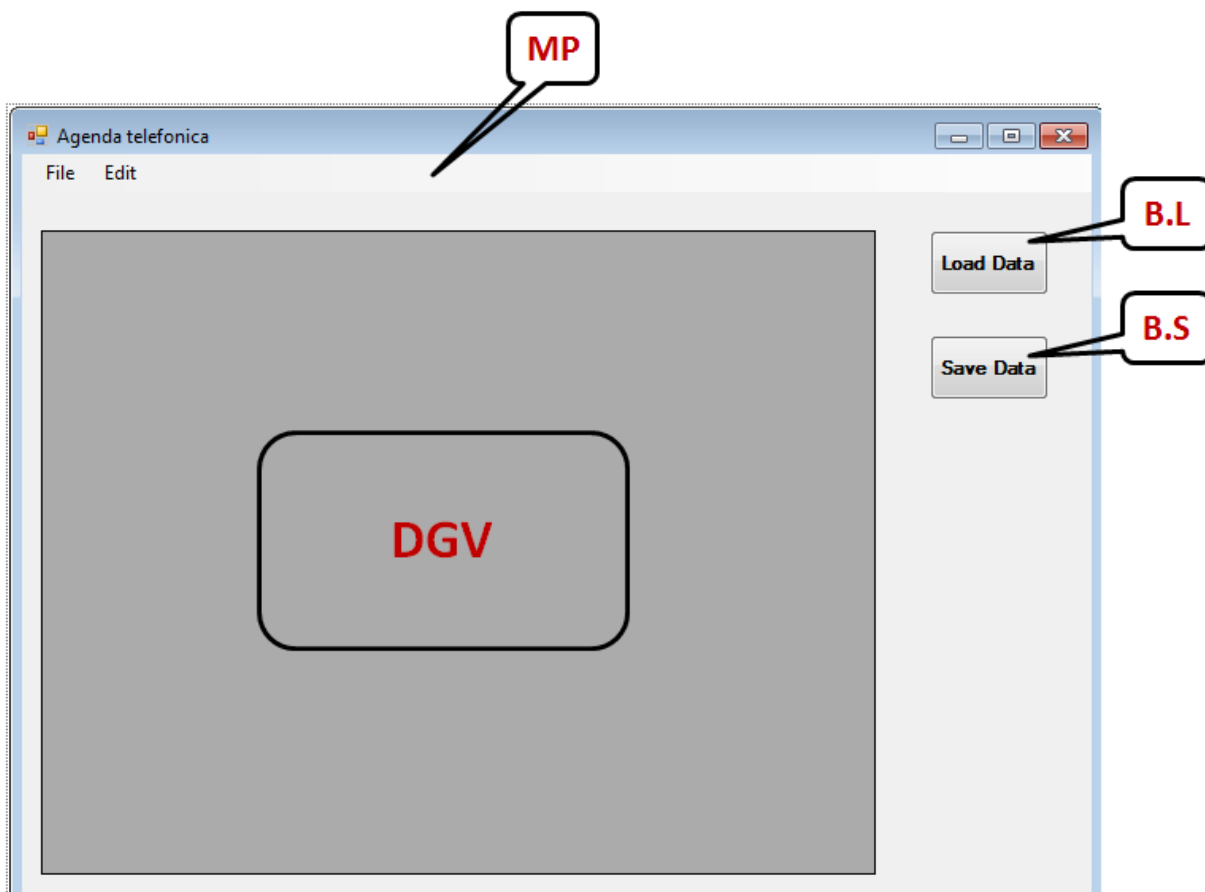 MP
Agenda telefonica
File Edit
B.L
Load Data
B.S
Save Data
DGV